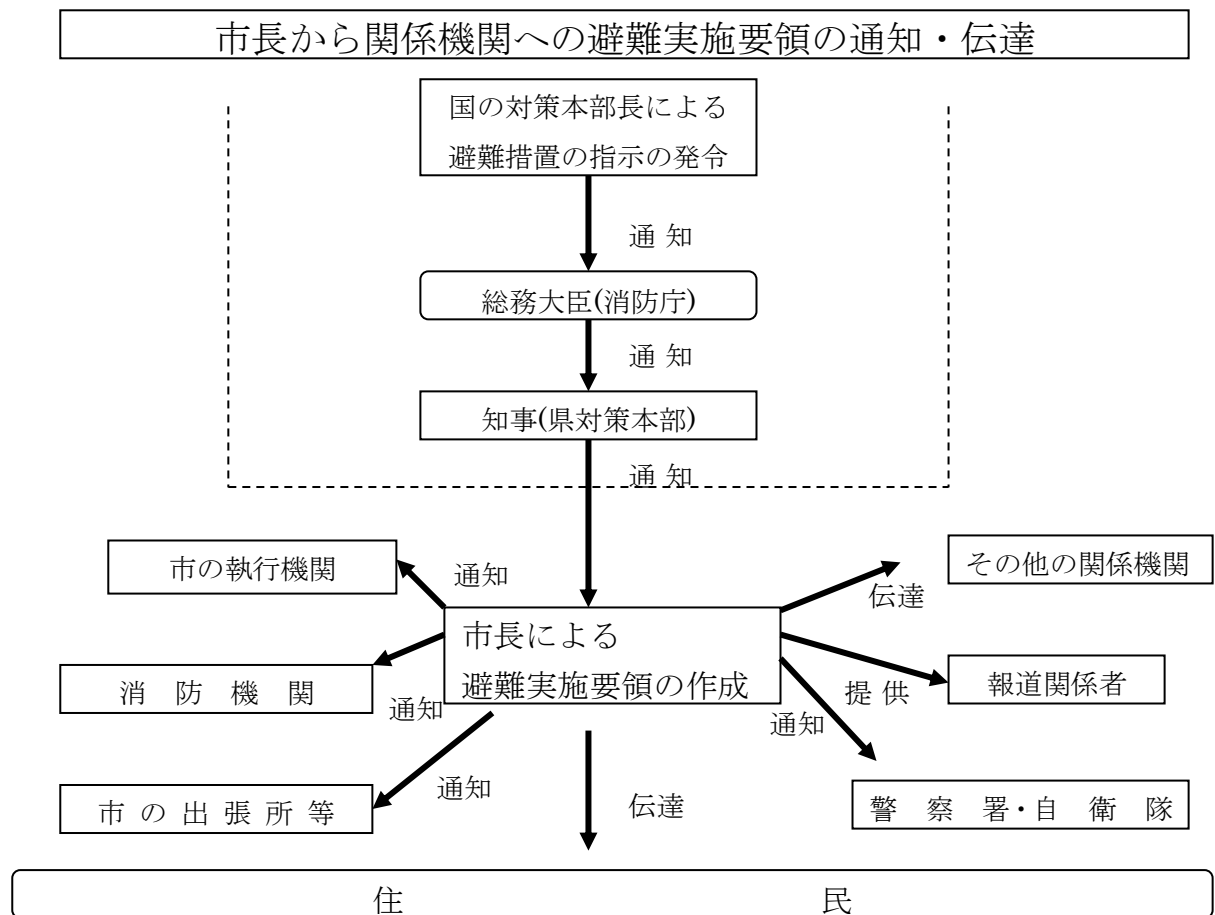 市長から関係機関への避難実施要領の通知・伝達
国の対策本部長による
避難措置の指示の発令
通 知
総務大臣(消防庁)
通 知
知事(県対策本部)
通 知
市の執行機関
通知
その他の関係機関
伝達
市長による
避難実施要領の作成
消 防 機 関
通知
提 供
報道関係者
通知
市 の 出 張 所 等
通知
伝達
警 察 署・自 衛 隊
住 民